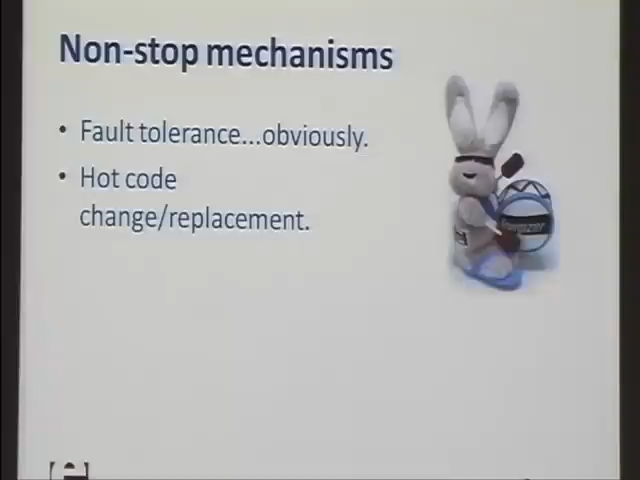 Non-stop mechanisms
• Fault tolerance...obviously.
• Hot code
change/replacement.
e